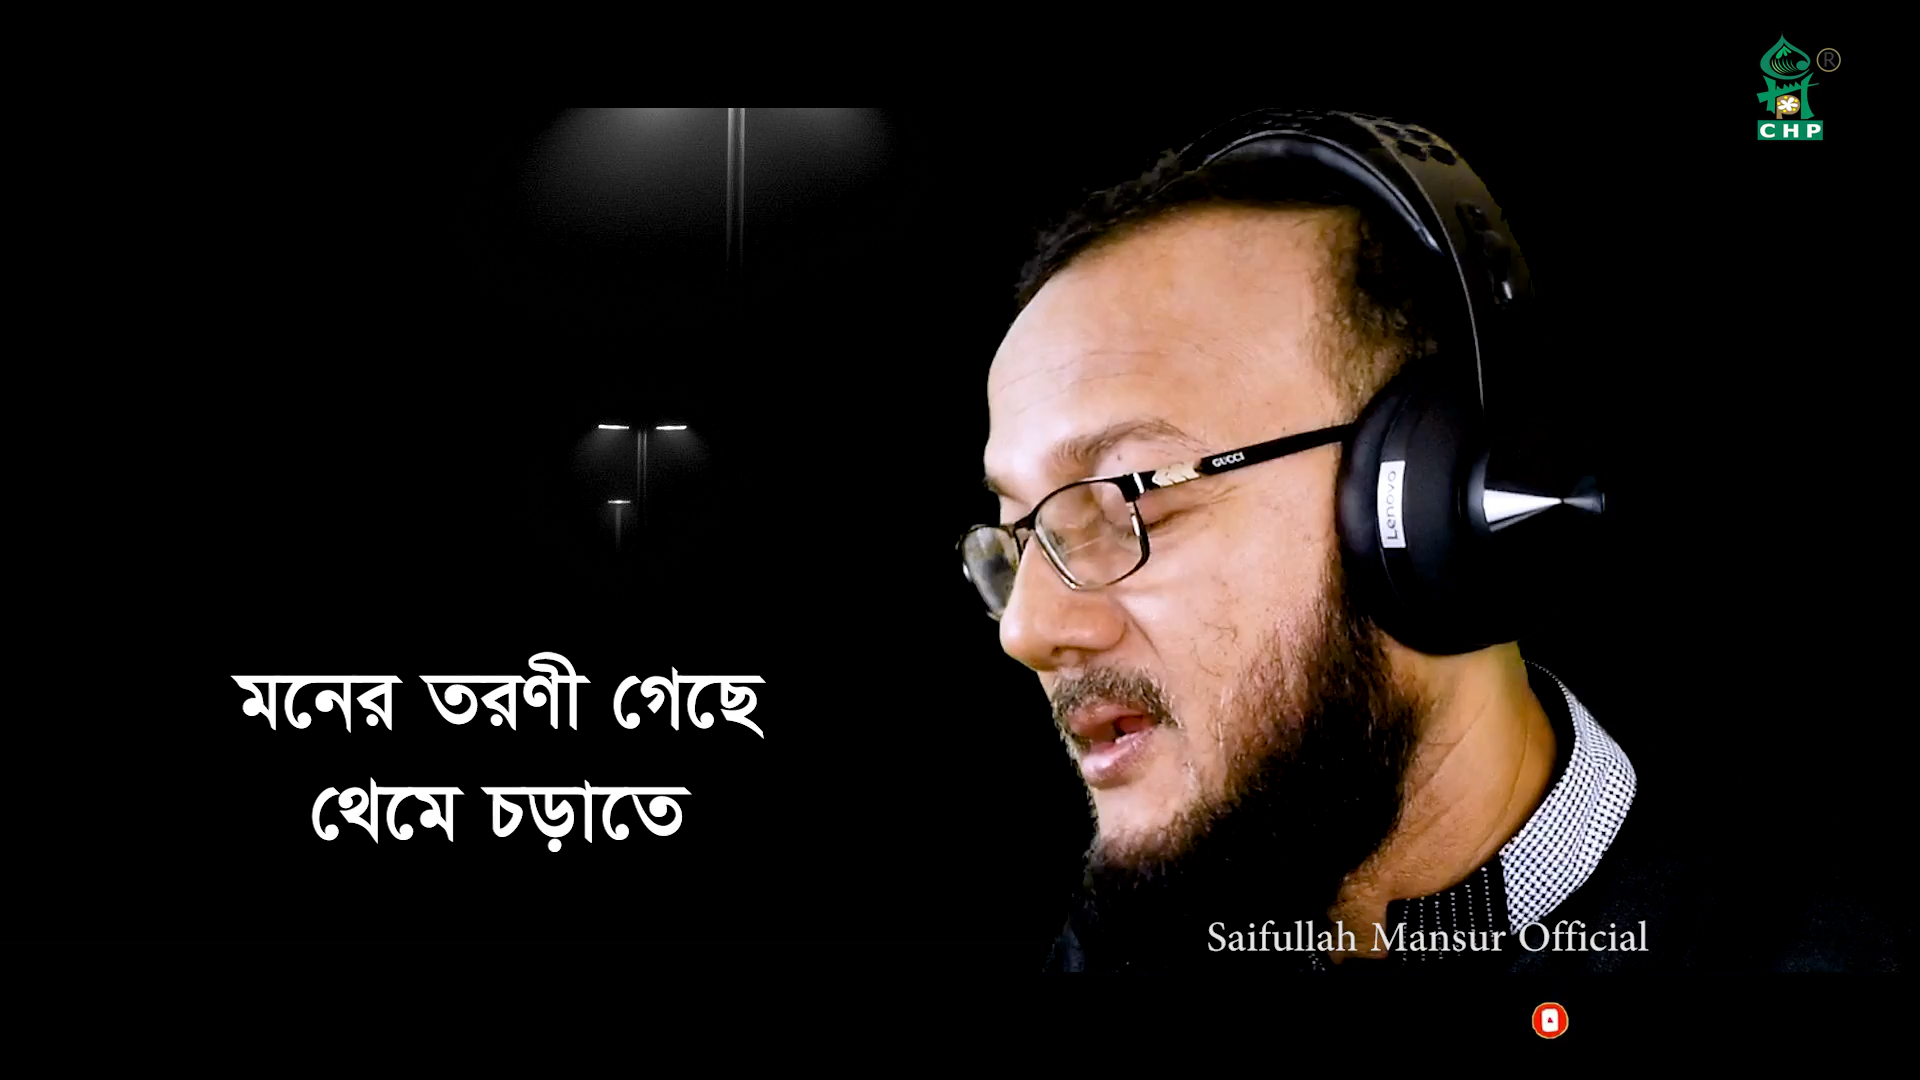 ®
CHP
GUCCI
Lenovo
মনের তরণী গেছে
থেমে চড়াতে
Saifullah Mansur Official